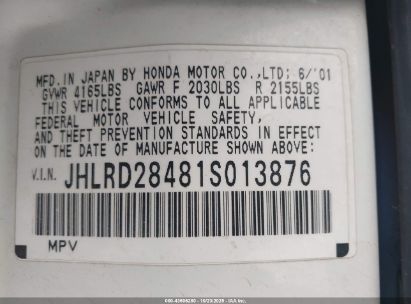 MFD.IN JAPAN BY HONDA MOTOR CO.,LTD; 6/'01
GVWR 4165LBS GAWR F 2030LBS R 2155LBS
THIS VEHICLE CONFORMS TO ALL APPLICABLE
FEDERAL MOTOR VEHICLE SAFETY,
AND THEFT PREVENTION STANDARDS IN EFFECT
ON THE DATE OF MANUFACTURE SHOWN ABOVE:
V.I.N. JHLRD28481S013876
MPV